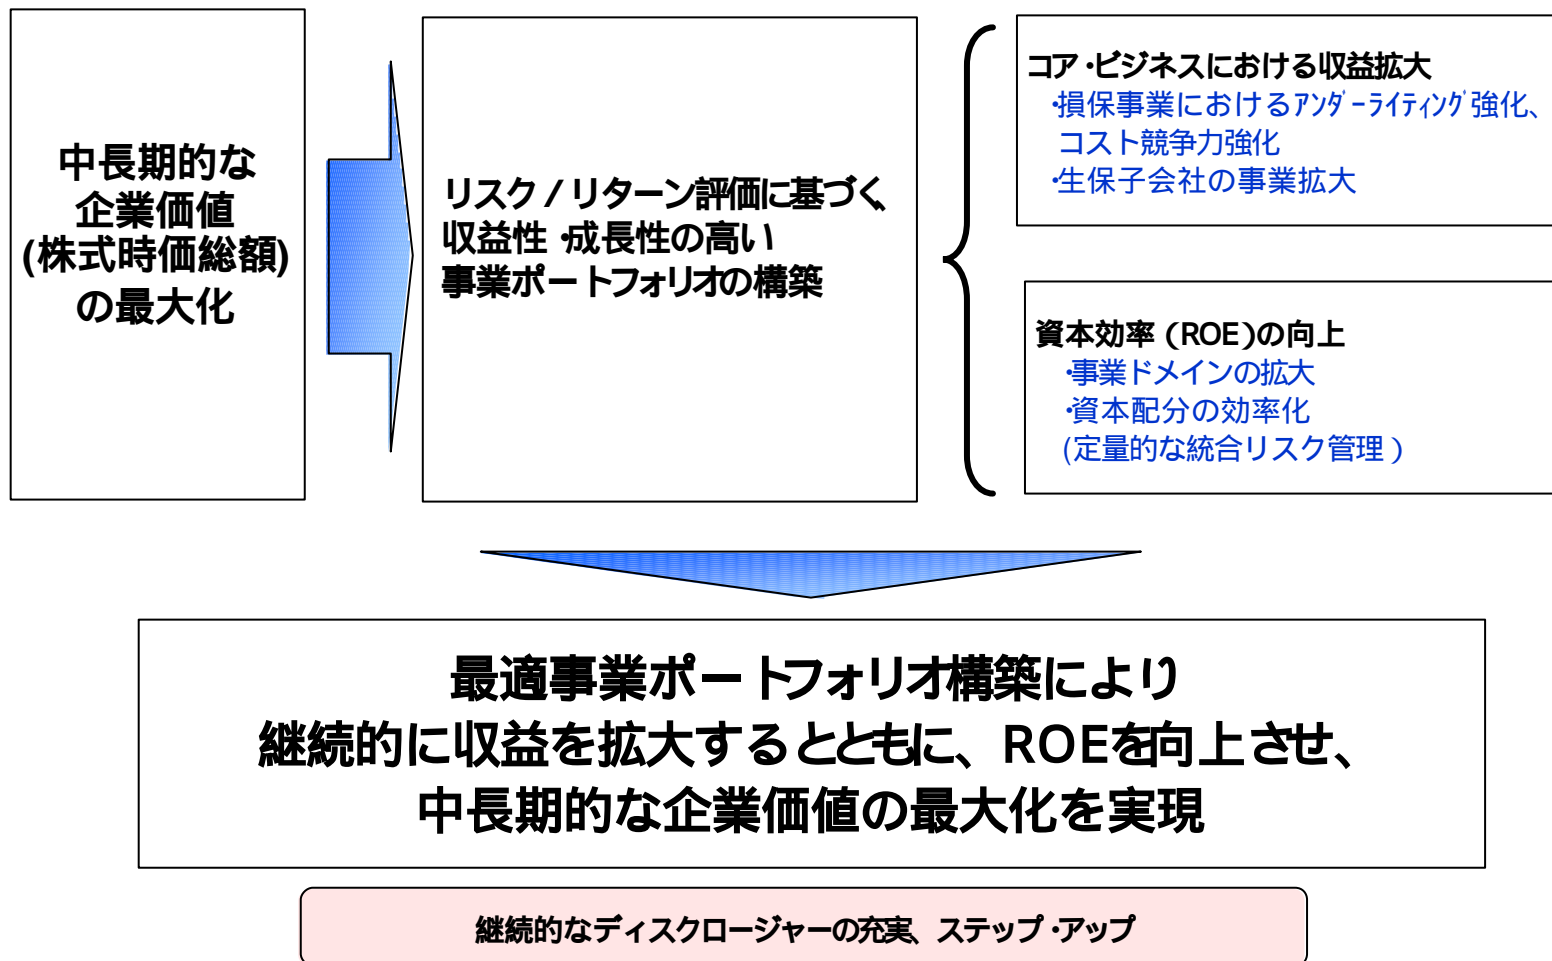 中長期的な
企業価値
(株式時価総額)
の最大化
リスク/リターン評価に基づく、
収益性・成長性の高い
事業ポートフォリオの構築
コア・ビジネスにおける収益拡大
・損保事業におけるｱﾝﾀﾞｰﾗｲﾃｨﾝｸﾞ強化、
コスト競争力強化
・生保子会社の事業拡大
資本効率(ROE)の向上
・事業ドメインの拡大
・資本配分の効率化
(定量的な統合リスク管理)
最適事業ポートフォリオ構築により
継続的に収益を拡大するとともに、ROEを向上させ、
中長期的な企業価値の最大化を実現
継続的なディスクロージャーの充実、ステップ・アップ